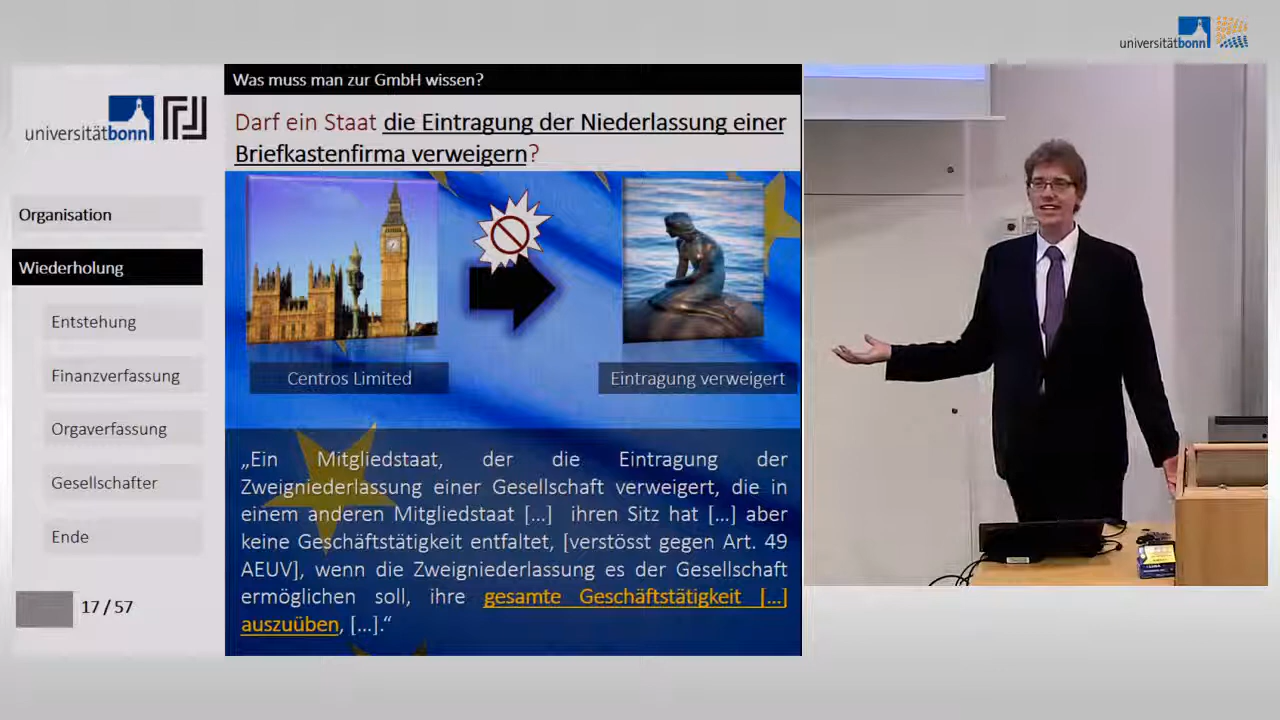 universitätbonn
universitätbonn
Organisation
Wiederholung
Entstehung
Finanzverfassung
Orgaverfassung
Gesellschafter
Ende
17 / 57
Was muss man zur GmbH wissen?
Darf ein Staat die Eintragung der Niederlassung einer
Briefkastenfirma verweigern?
Centros Limited
Eintragung verweigert
„Ein Mitgliedstaat, der die Eintragung der
Zweigniederlassung einer Gesellschaft verweigert, die in
einem anderen Mitgliedstaat [...] ihren Sitz hat [...] aber
keine Geschäftstätigkeit entfaltet, [verstösst gegen Art. 49
AEUV], wenn die Zweigniederlassung es der Gesellschaft
ermöglichen soll, ihre gesamte Geschäftstätigkeit [...]
auszuüben, [...].“